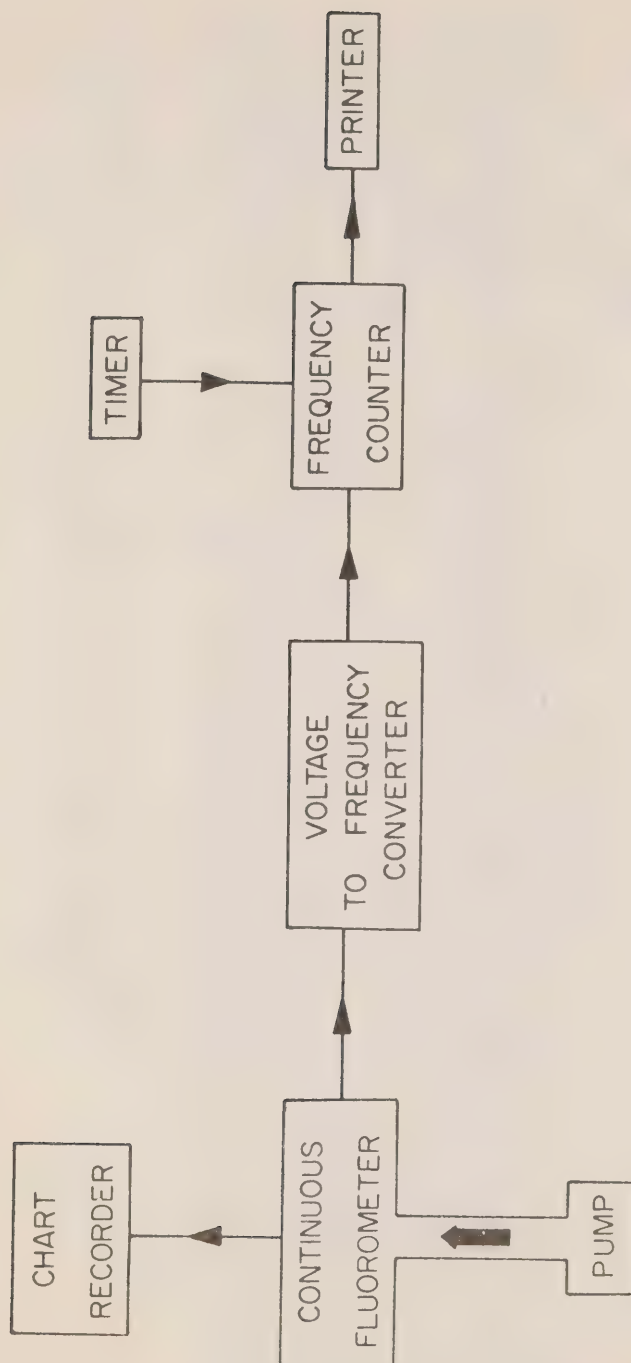 CHART
RECORDER
CONTINUOUS
FLUOROMETER
PUMP
VOLTAGE
TO FREQUENCY
CONVERTER
TIMER
FREQUENCY
COUNTER
PRINTER